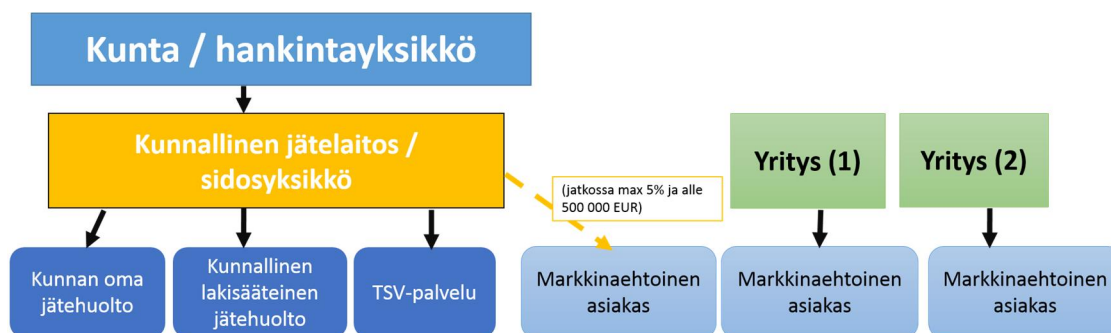 Kunta / hankintayksikkö
Kunnallinen jätelaitos /
sidosyksikkö
(jatkossa max 5% ja alle
500 000 EUR)
Yritys (1)
Yritys (2)
Kunnan oma
jätehuolto
Kunnallinen
lakisääteinen
jätehuolto
TSV-palvelu
Markkinaehtoinen
asiakas
Markkinaehtoinen
asiakas
Markkinaehtoinen
asiakas